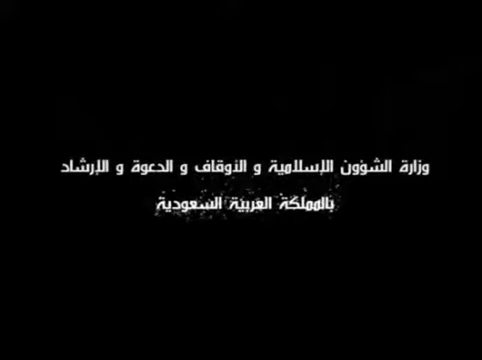 وزارة الشؤون الإسلامية و الأوقاف و الدعوة و الإرشاد
بالمملكة العربية السعودية